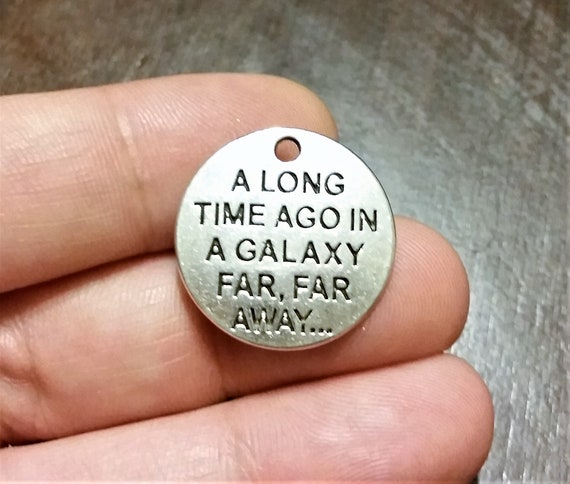 A LONG
TIME AGO IN
A GALAXY
FAR, FAR
AWAY...